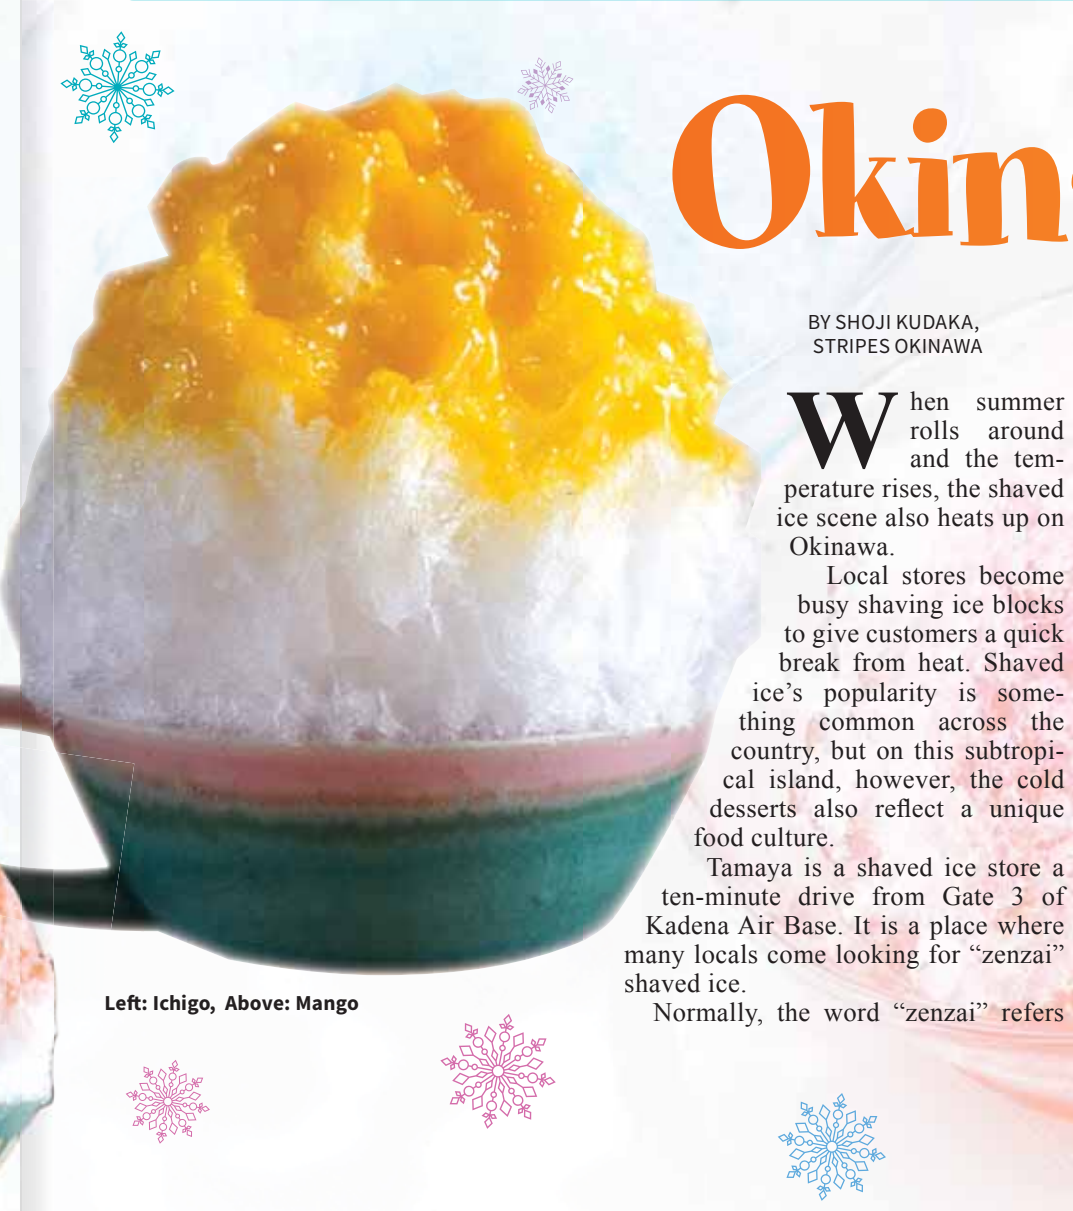 Okin
BY SHOJI KUDAKA,
STRIPES OKINAWA
When summer
rolls around
and the tem-
perature rises, the shaved
ice scene also heats up on
Okinawa.
Local stores become
busy shaving ice blocks
to give customers a quick
break from heat. Shaved
ice's popularity is some-
thing common across the
country, but on this subtropi-
cal island, however, the cold
desserts also reflect a unique
food culture.
Tamaya is a shaved ice store a
ten-minute drive from Gate 3 of
Kadena Air Base. It is a place where
many locals come looking for “zenzai”
shaved ice.
Normally, the word “zenzai” refers
Left: Ichigo, Above: Mango